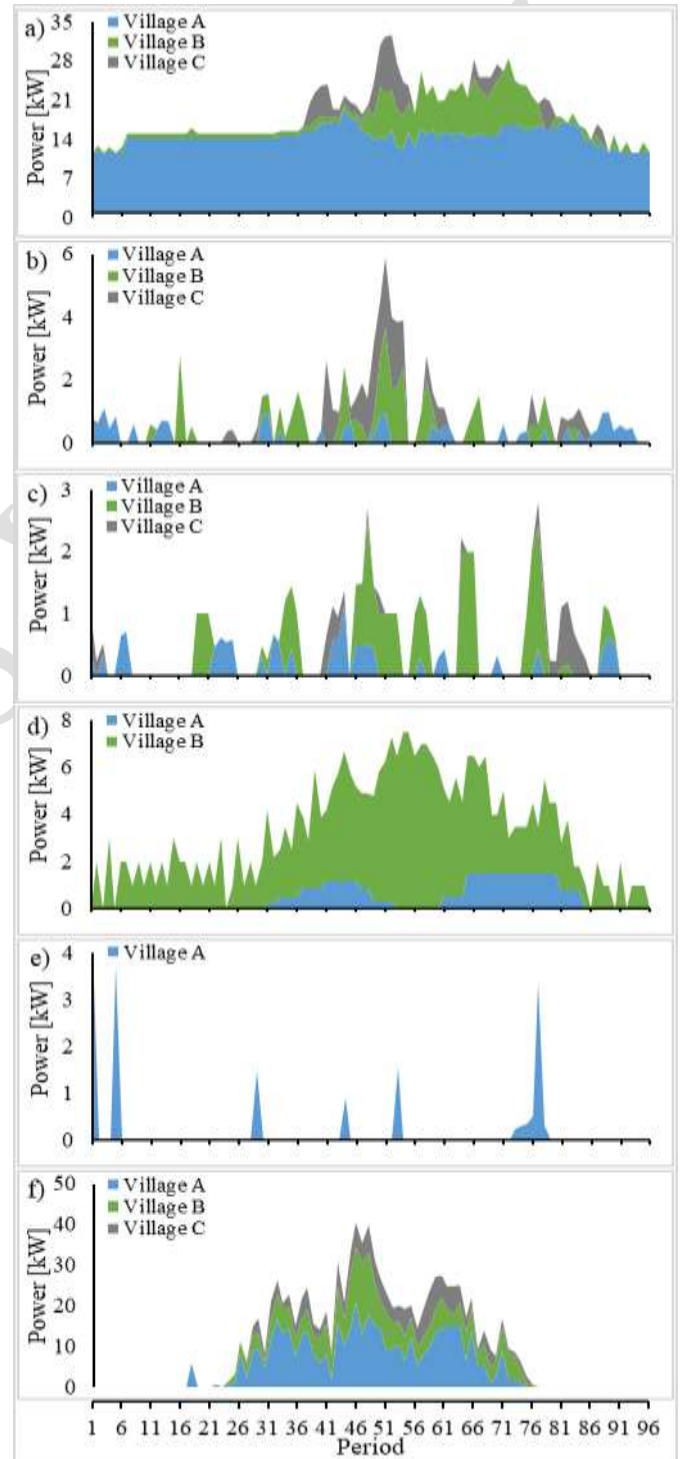 a)
Power [kW]
35
28
21
14
7
0
Village A
Village B
Village C
b)
Power [kW]
6
4
2
0
Village A
Village B
Village C
c)
Power [kW]
3
2
1
0
Village A
Village B
Village C
d)
Power [kW]
8
6
4
2
0
Village A
Village B
e)
Power [kW]
4
3
2
1
0
Village A
f)
Power [kW]
50
40
30
20
10
0
Village A
Village B
Village C
1 6 11 16 21 26 31 36 41 46 51 56 61 66 71 76 81 86 91 96
Period